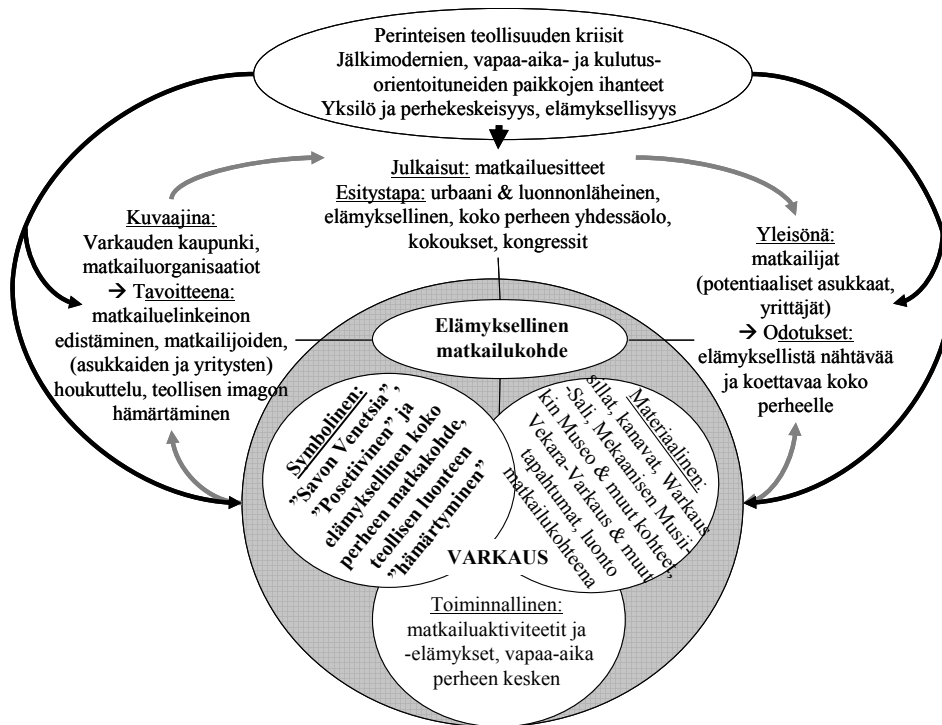 Perinteisen teollisuuden kriisit
Jälkimodernien, vapaa-aika- ja kulutus-
orientoituneiden paikkojen ihanteet
Yksilö ja perhekeskeisyys, elämyksellisyys
Julkaisut: matkailuesitteet
Esitystapa: urbaani & luonnonläheinen,
elämyksellinen, koko perheen yhdessäolo,
kokoukset, kongressit
Kuvaajina:
Varkauden kaupunki,
matkailuorganisaatiot
→ Tavoitteena:
matkailuelinkeinon
edistäminen, matkailijoiden,
(asukkaiden ja yritysten)
houkuttelu, teollisen imagon
hämärtäminen
Yleisönä:
matkailijat
(potentiaaliset asukkaat,
yrittäjät)
→ Odotukset:
elämyksellistä nähtävää
ja koettavaa koko
perheelle
Elämyksellinen
matkailukohde
Symbolinen:
”Savon Venetsia”,
”Posetiivinen” ja
elämyksellinen koko
perheen matkakohde,
teollisen luonteen
”hämärtyminen”
Materiaalinen:
sillat, kanavat, Warkaus
-Sali, Mekaanisen Musii-
kin Museo & muut kohteet,
Vekara-Varkaus & muut
tapahtumat, luonto
matkailukohteena
VARKAUS
Toiminnallinen:
matkailuaktiviteetit ja
-elämykset, vapaa-aika
perheen kesken